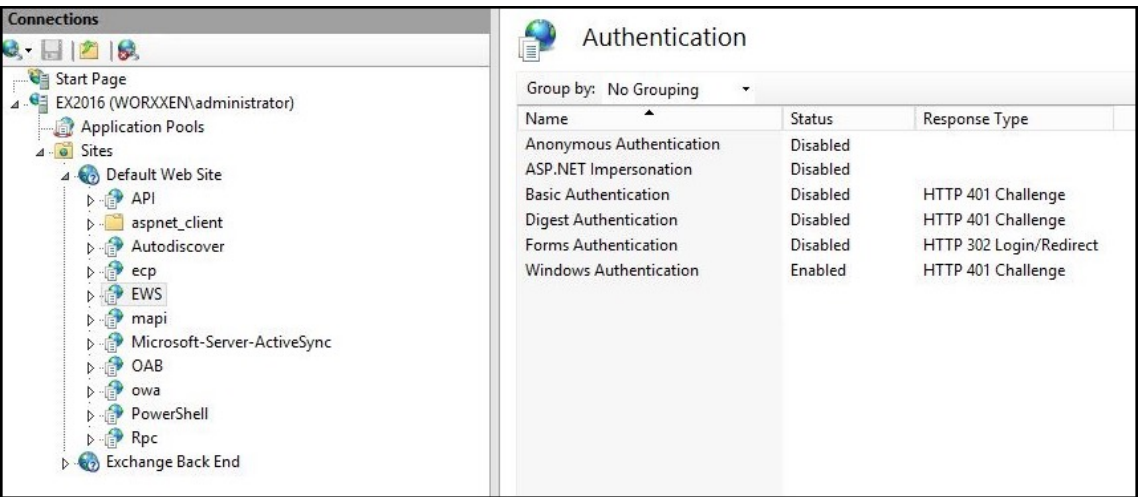 Connections
Start Page
EX2016 (WORXXEN\administrator)
Application Pools
Sites
Default Web Site
API
aspnet_client
Autodiscover
ecp
EWS
mapi
Microsoft-Server-ActiveSync
OAB
owa
PowerShell
Rpc
Exchange Back End
Authentication
Group by: No Grouping
Name Status Response Type
Anonymous Authentication Disabled
ASP.NET Impersonation Disabled
Basic Authentication Disabled HTTP 401 Challenge
Digest Authentication Disabled HTTP 401 Challenge
Forms Authentication Disabled HTTP 302 Login/Redirect
Windows Authentication Enabled HTTP 401 Challenge